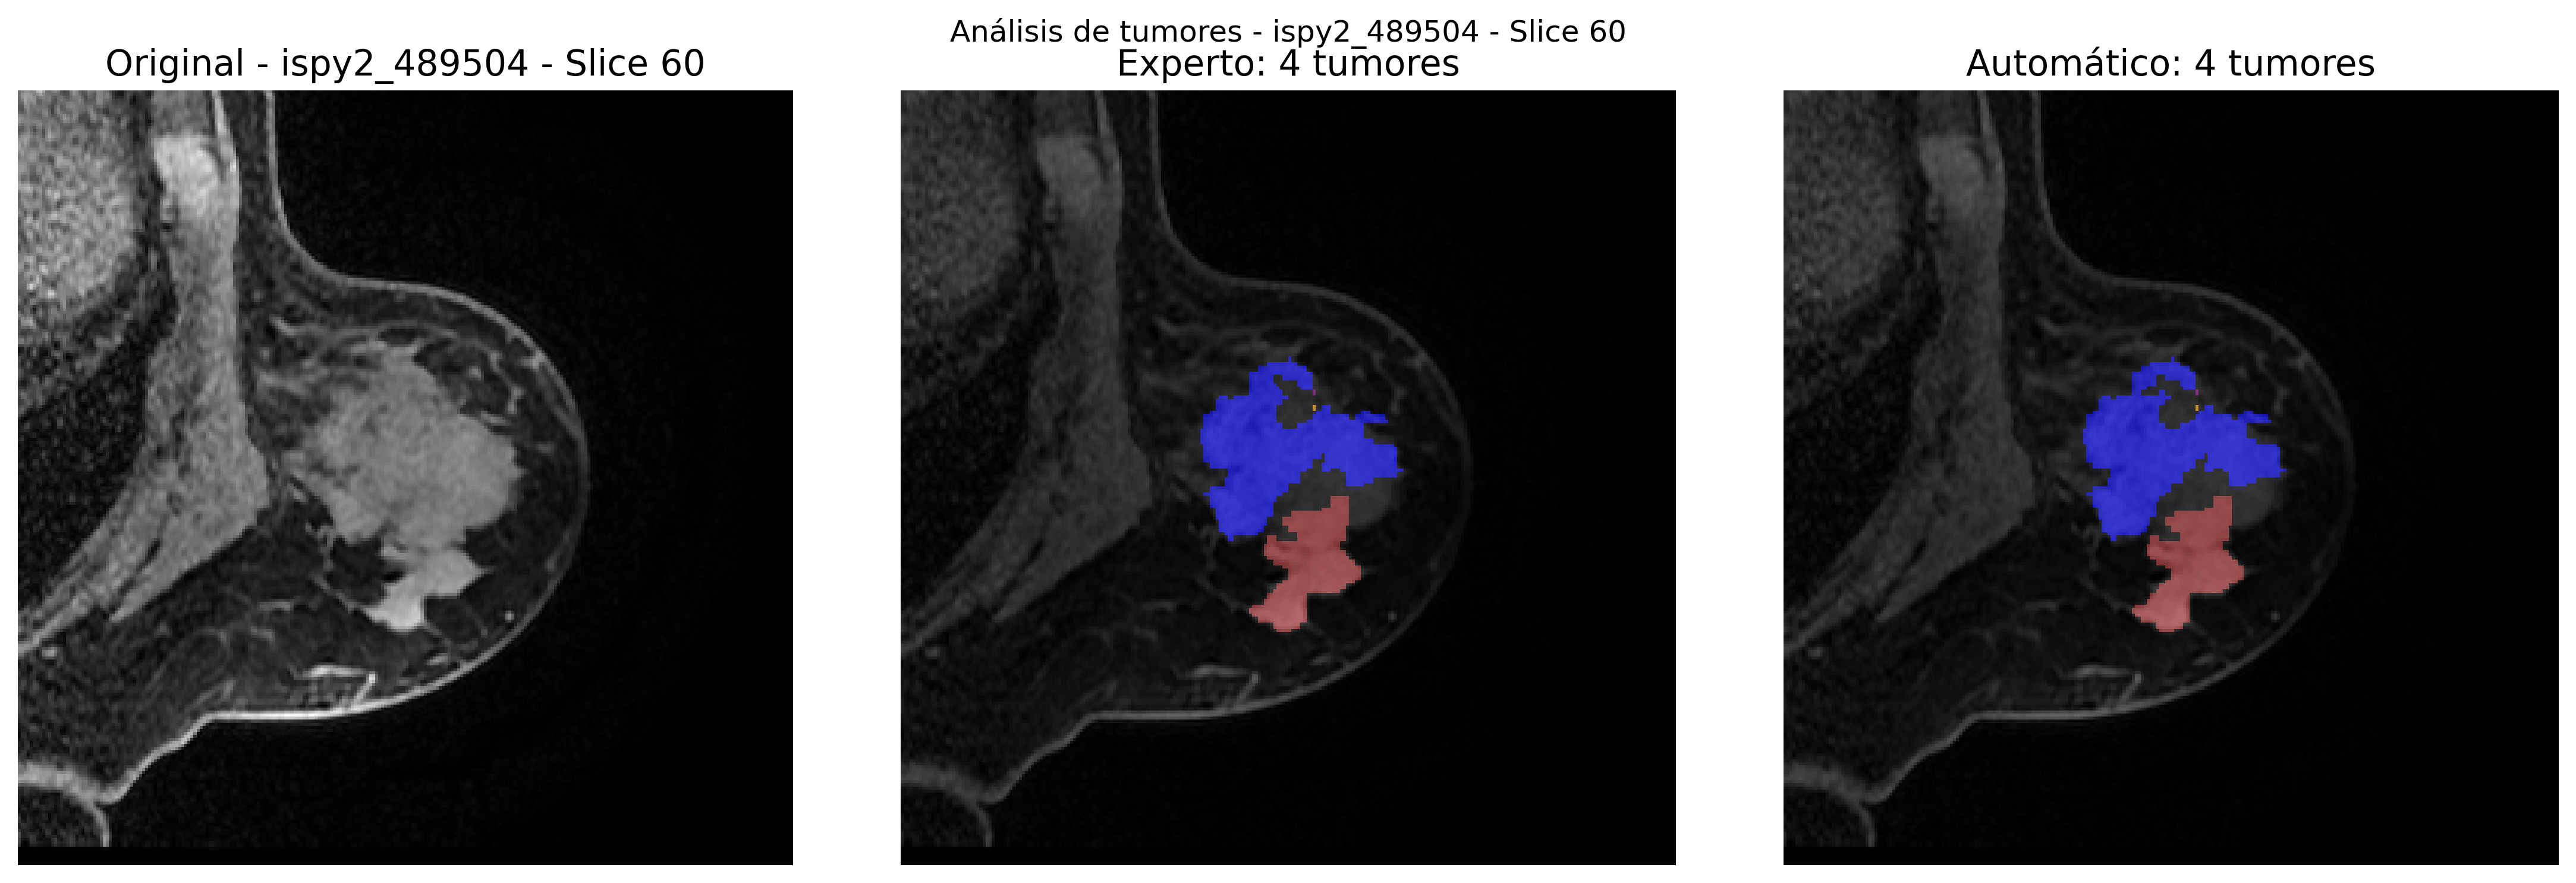 Análisis de tumores - ispy2_489504 - Slice 60
Original - ispy2_489504 - Slice 60
Experto: 4 tumores
Automático: 4 tumores